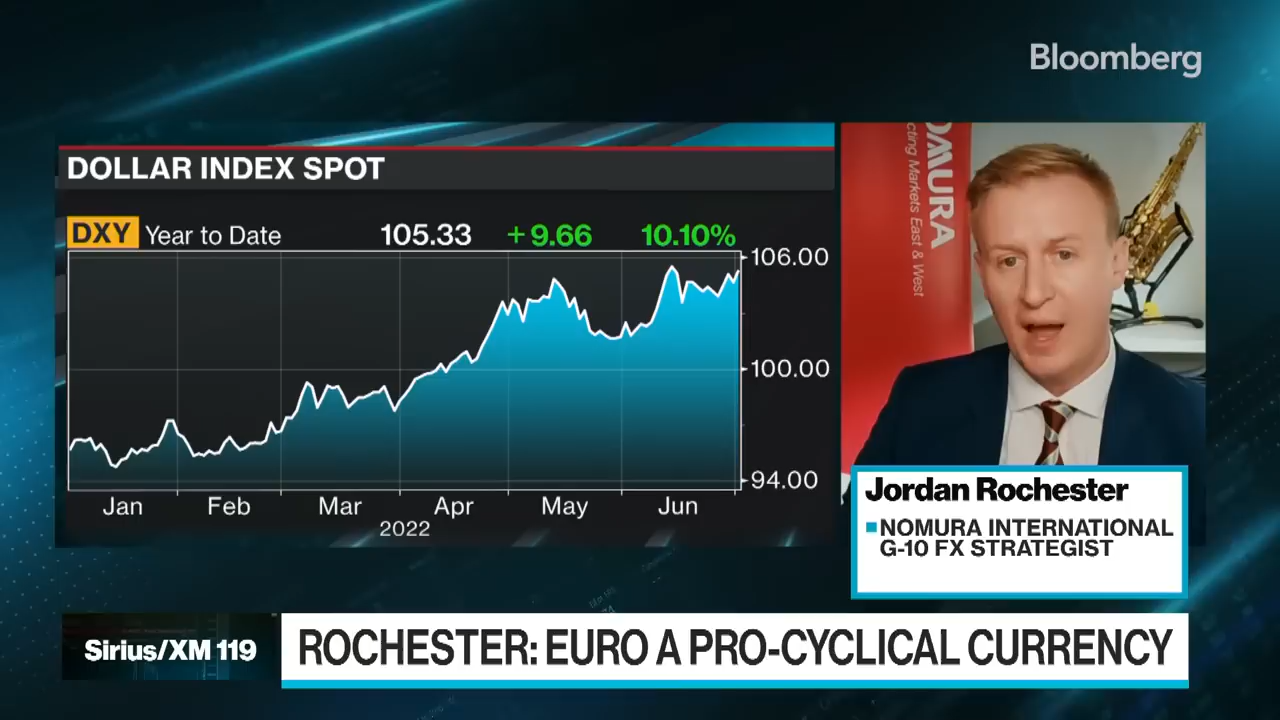 Bloomberg
DOLLAR INDEX SPOT
DXY Year to Date 105.33 +9.66 10.10%
106.00
100.00
94.00
Jan Feb Mar Apr May Jun
2022
OMURA
cting Markets East & West
Jordan Rochester
NOMURA INTERNATIONAL
G-10 FX STRATEGIST
Sirius/XM 119
ROCHESTER: EURO A PRO-CYCLICAL CURRENCY